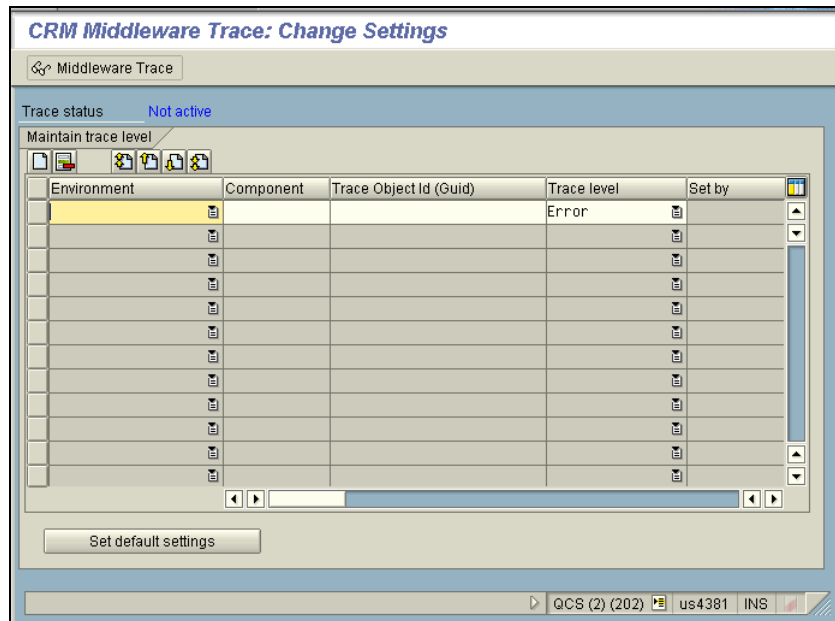 CRM Middleware Trace: Change Settings
Middleware Trace
Trace status Not active
Maintain trace level
Environment Component Trace Object Id (Guid) Trace level Set by
Error
Set default settings
QCS (2) (202) us4381 INS